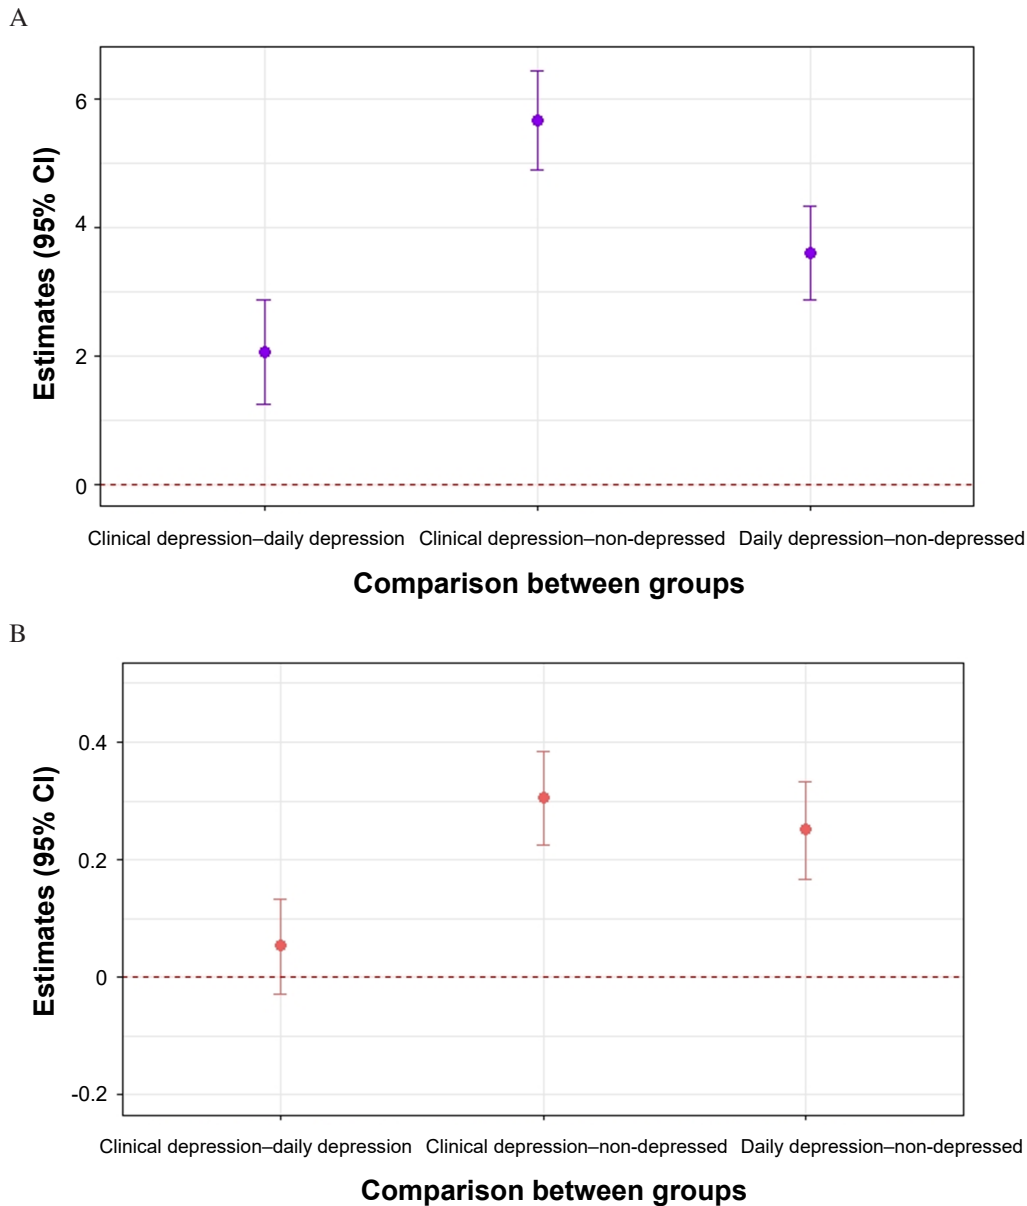 A
Estimates (95% CI)
6
4
2
0
Clinical depression–daily depression Clinical depression–non-depressed Daily depression–non-depressed
Comparison between groups
B
Estimates (95% CI)
0.4
0.2
0
-0.2
Clinical depression–daily depression Clinical depression–non-depressed Daily depression–non-depressed
Comparison between groups